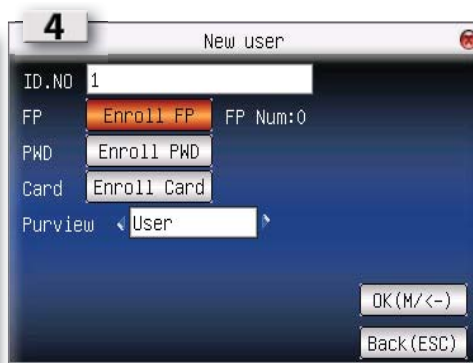 4
New user
ID.NO 1
FP Enroll FP FP Num:0
PWD Enroll PWD
Card Enroll Card
Purview User
OK(M/<-)
Back(ESC)